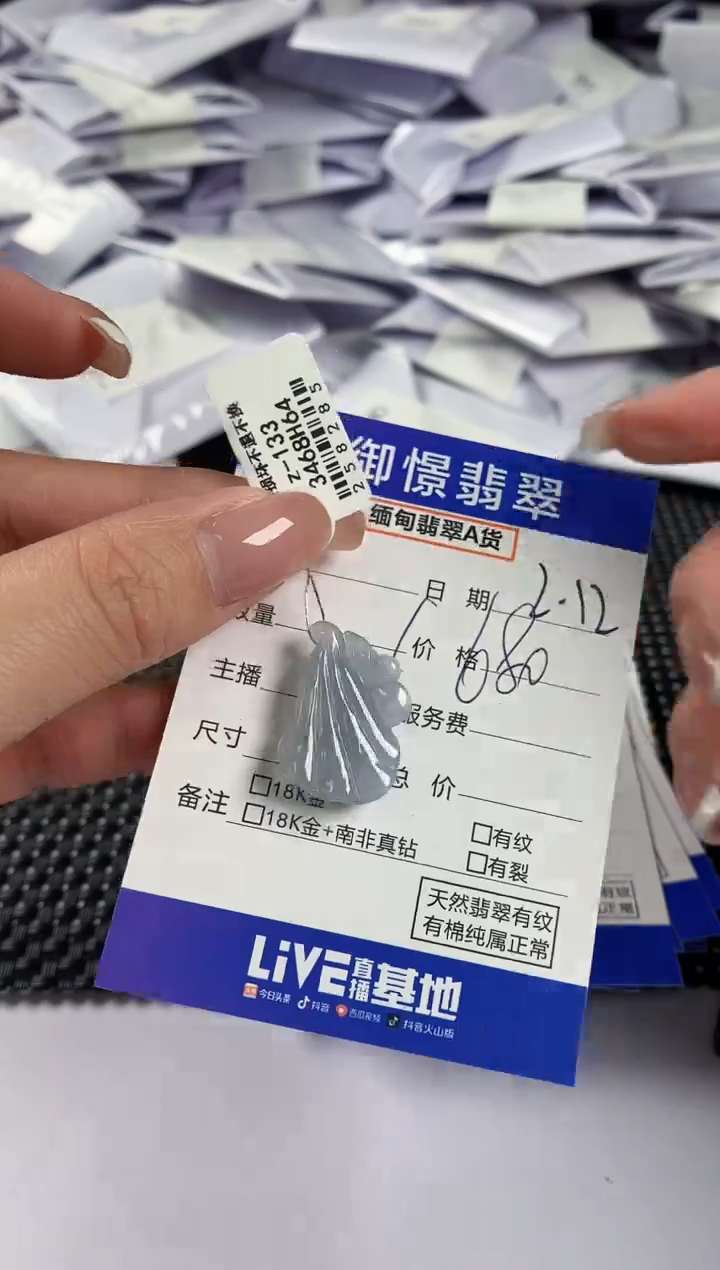 损坏不退不换
Z-133
3468H64
258285
御憬翡翠
缅甸翡翠A货
日 期 2.12
数量 1 价 格 680
主播 服务费
尺寸 总 价
备注 □18K金
□18K金+南非真钻
□有纹
□有裂
天然翡翠有纹
有棉纯属正常
LiVE直播基地
今日头条 抖音 西瓜视频 抖音火山版